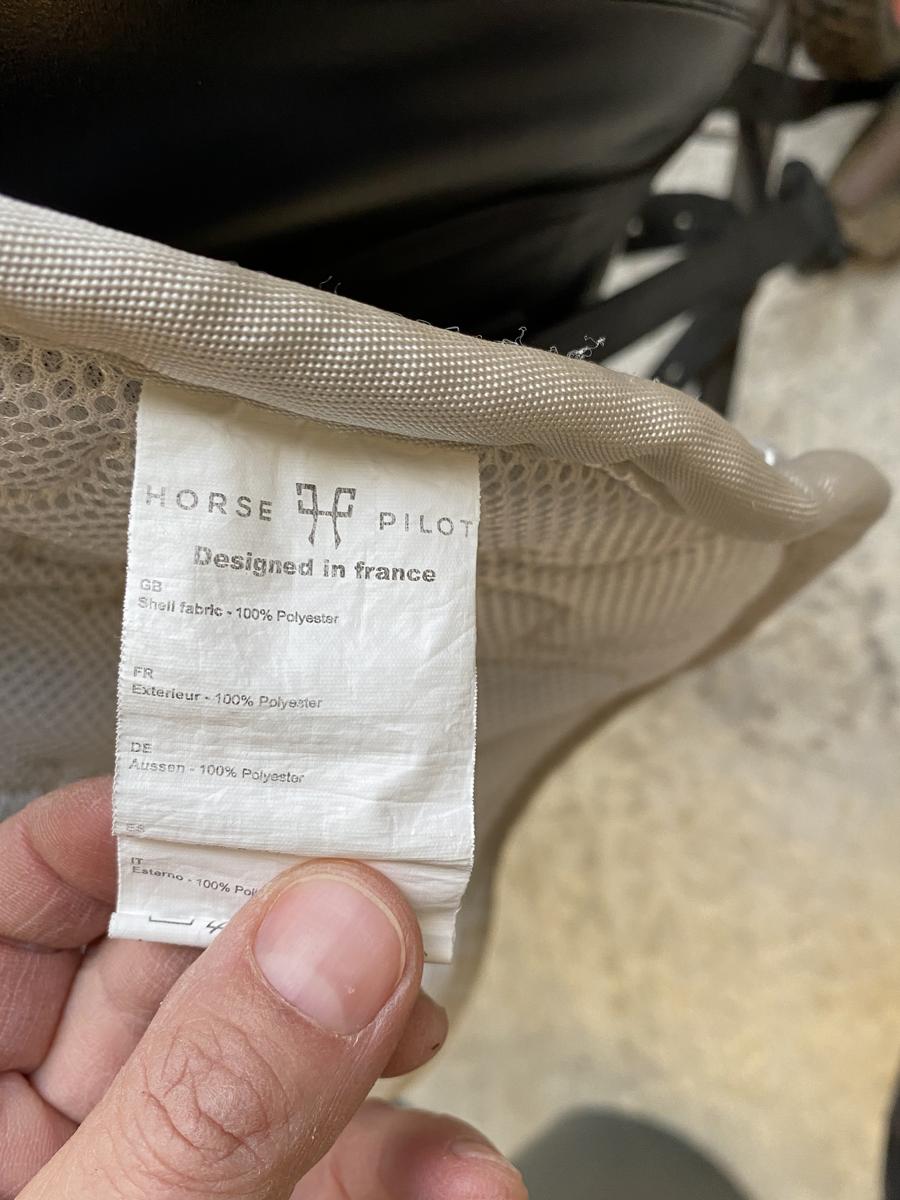 HORSE PILOT
Designed in france
GB
Shell fabric - 100% Polyester
FR
Exterieur - 100% Polyester
DE
Aussen - 100% Polyester
ES
IT
Esterno - 100%